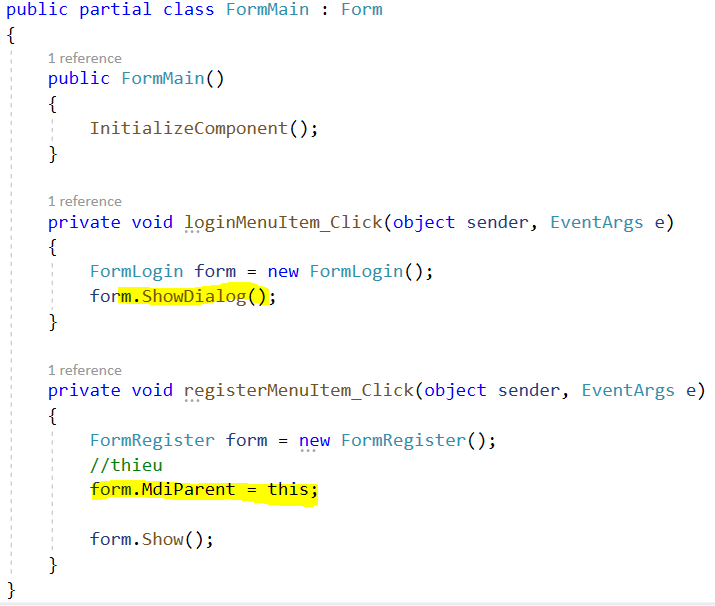 public partial class FormMain : Form
{
1 reference
public FormMain()
{
InitializeComponent();
}
1 reference
private void loginMenuItem_Click(object sender, EventArgs e)
{
FormLogin form = new FormLogin();
form.ShowDialog();
}
1 reference
private void registerMenuItem_Click(object sender, EventArgs e)
{
FormRegister form = new FormRegister();
//thieu
form.MdiParent = this;
form.Show();
}
}